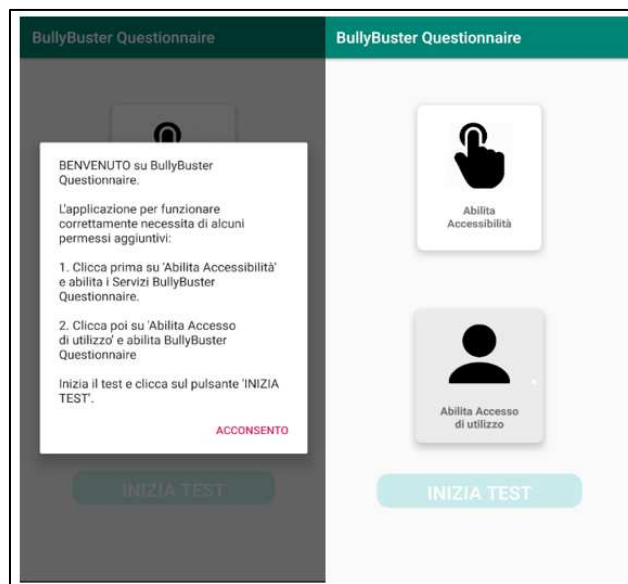 BullyBuster Questionnaire
BENVENUTO su BullyBuster
Questionnaire.
L'applicazione per funzionare
correttamente necessita di alcuni
permessi aggiuntivi:
1. Clicca prima su 'Abilita Accessibilità'
e abilita i Servizi BullyBuster
Questionnaire.
2. Clicca poi su 'Abilita Accesso
di utilizzo' e abilita BullyBuster
Questionnaire
Inizia il test e clicca sul pulsante 'INIZIA
TEST'.
ACCONSENTO
INIZIA TEST
BullyBuster Questionnaire
Abilita
Accessibilità
Abilita Accesso
di utilizzo
INIZIA TEST